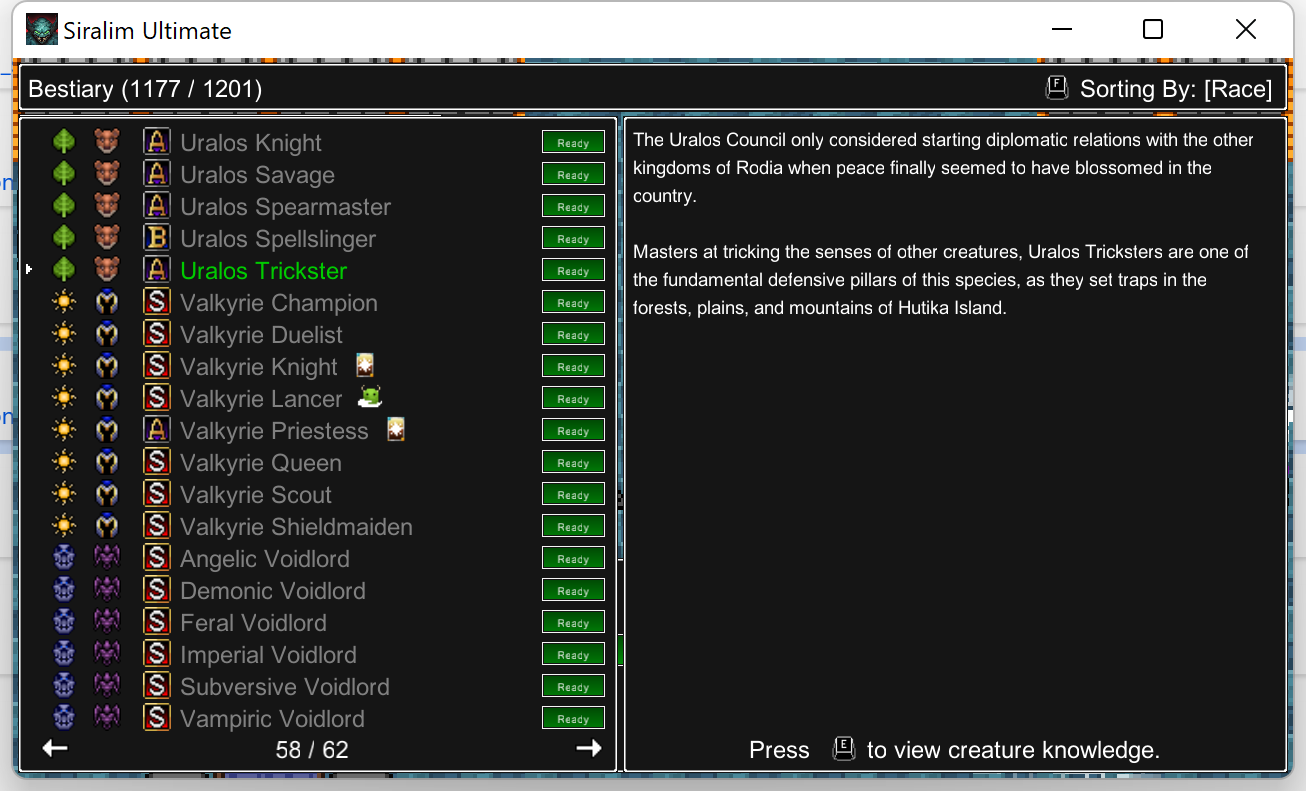 Siralim Ultimate
Bestiary (1177 / 1201)
F Sorting By: [Race]
A Uralos Knight Ready
A Uralos Savage Ready
A Uralos Spearmaster Ready
B Uralos Spellslinger Ready
A Uralos Trickster Ready
S Valkyrie Champion Ready
S Valkyrie Duelist Ready
S Valkyrie Knight Ready
S Valkyrie Lancer Ready
A Valkyrie Priestess Ready
S Valkyrie Queen Ready
S Valkyrie Scout Ready
S Valkyrie Shieldmaiden Ready
S Angelic Voidlord Ready
S Demonic Voidlord Ready
S Feral Voidlord Ready
S Imperial Voidlord Ready
S Subversive Voidlord Ready
S Vampiric Voidlord Ready
58 / 62
The Uralos Council only considered starting diplomatic relations with the other
kingdoms of Rodia when peace finally seemed to have blossomed in the
country.
Masters at tricking the senses of other creatures, Uralos Tricksters are one of
the fundamental defensive pillars of this species, as they set traps in the
forests, plains, and mountains of Hutika Island.
Press E to view creature knowledge.